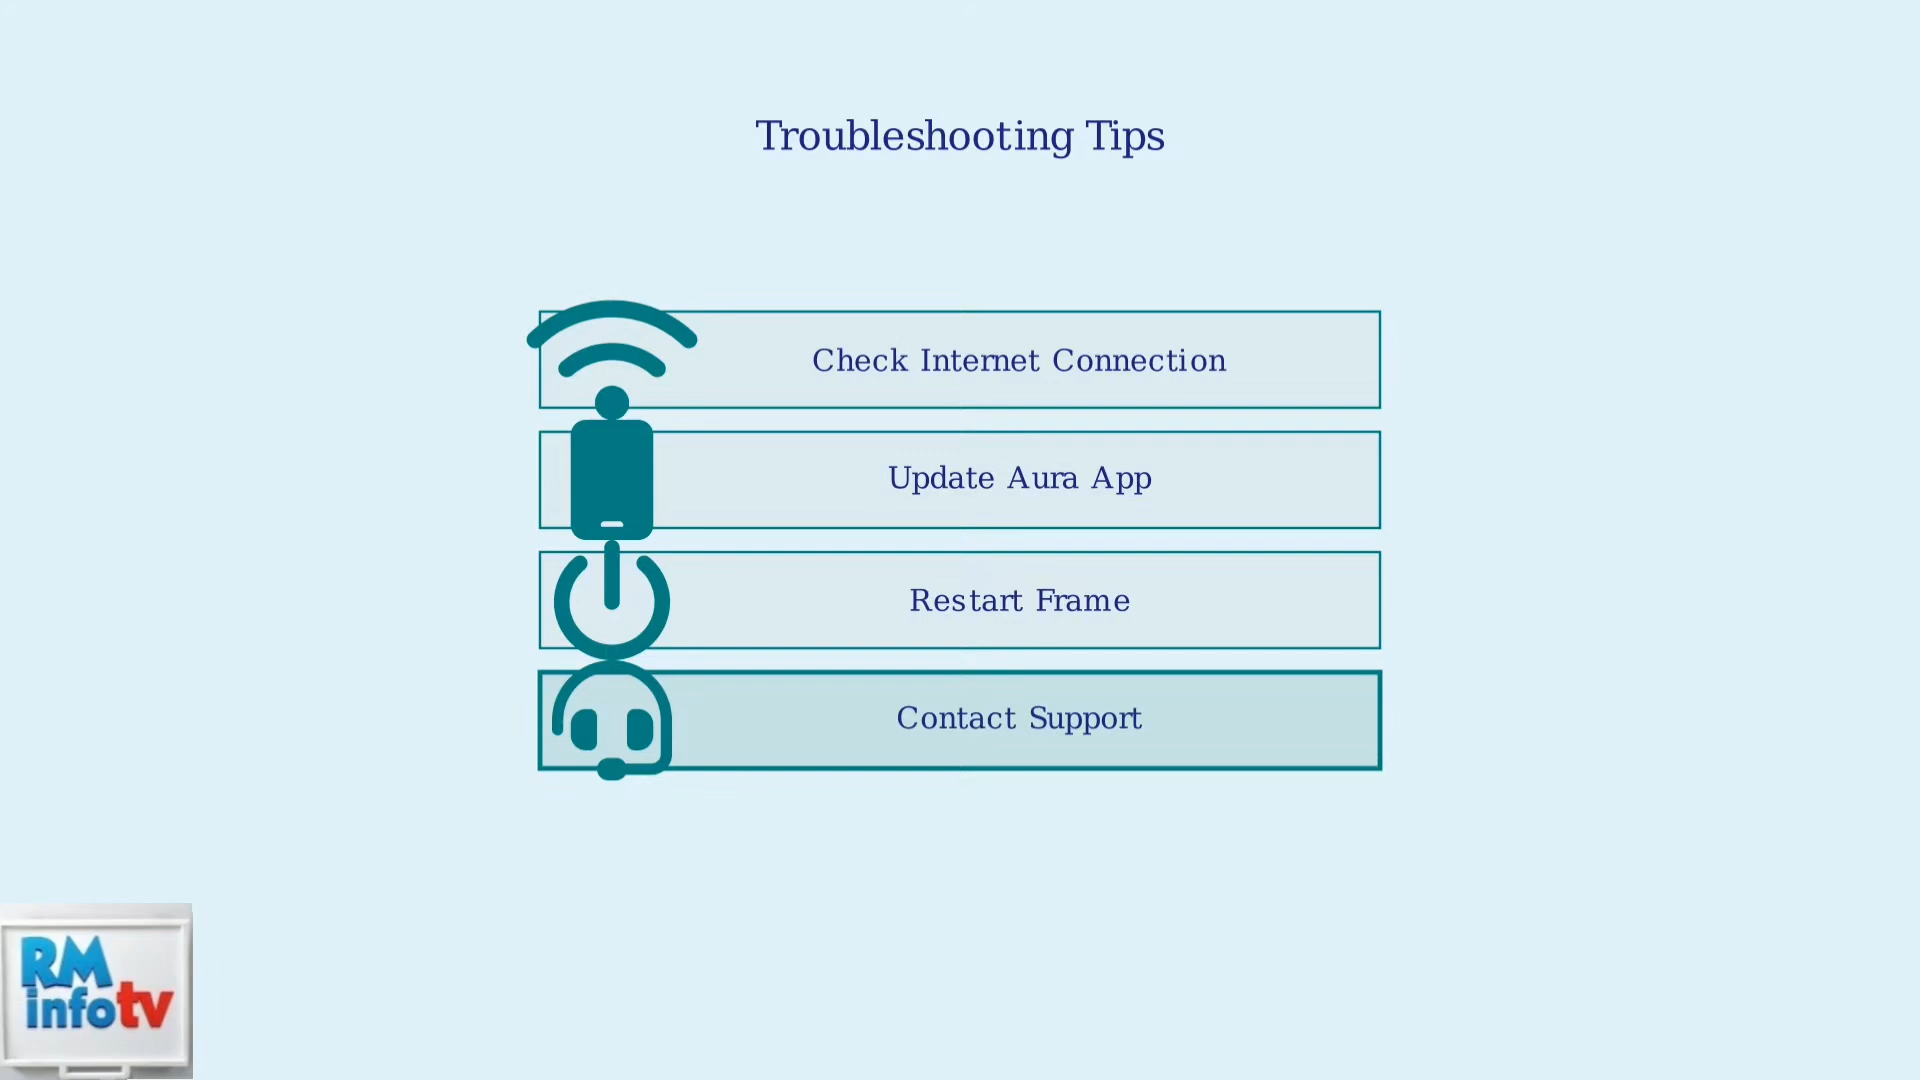 Troubleshooting Tips
Check Internet Connection
Update Aura App
Restart Frame
Contact Support
RM
infotv